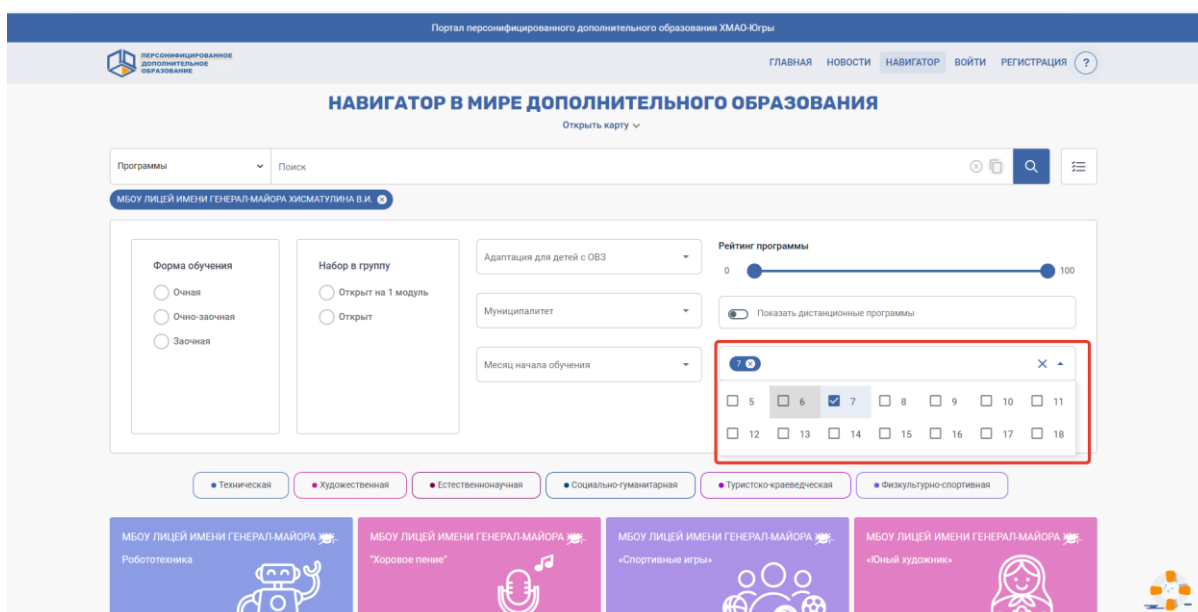 Портал персонифицированного дополнительного образования ХМАО-Югры
ПЕРСОНИФИЦИРОВАННОЕ
ДОПОЛНИТЕЛЬНОЕ
ОБРАЗОВАНИЕ
ГЛАВНАЯ НОВОСТИ НАВИГАТОР ВОЙТИ РЕГИСТРАЦИЯ ?
НАВИГАТОР В МИРЕ ДОПОЛНИТЕЛЬНОГО ОБРАЗОВАНИЯ
Открыть карту
Программы Поиск
МБОУ ЛИЦЕЙ ИМЕНИ ГЕНЕРАЛ-МАЙОРА ХИСМАТУЛИНА В.И.
Форма обучения
Очная
Очно-заочная
Заочная
Набор в группу
Открыт на 1 модуль
Открыт
Адаптация для детей с ОВЗ
Муниципалитет
Месяц начала обучения
Рейтинг программы
0 100
Показать дистанционные программы
7
5 6 7 8 9 10 11
12 13 14 15 16 17 18
Техническая Художественная Естественнонаучная Социально-гуманитарная Туристско-краеведческая Физкультурно-спортивная
МБОУ ЛИЦЕЙ ИМЕНИ ГЕНЕРАЛ-МАЙОРА
Робототехника
МБОУ ЛИЦЕЙ ИМЕНИ ГЕНЕРАЛ-МАЙОРА
"Хоровое пение"
МБОУ ЛИЦЕЙ ИМЕНИ ГЕНЕРАЛ-МАЙОРА
«Спортивные игры»
МБОУ ЛИЦЕЙ ИМЕНИ ГЕНЕРАЛ-МАЙОРА
«Юный художник»